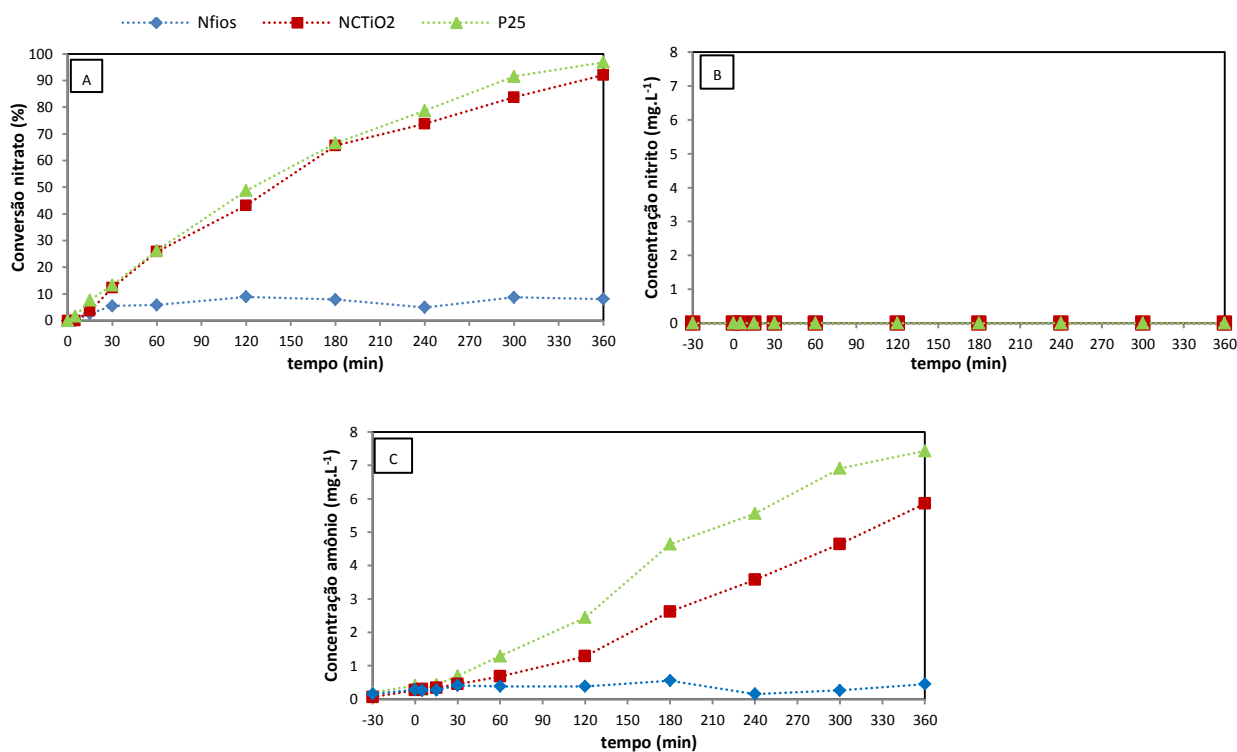 Nfios NCTiO2 P25
A
Conversão nitrato (%)
100
90
80
70
60
50
40
30
20
10
0
0 30 60 90 120 150 180 210 240 270 300 330 360
tempo (min)
B
Concentração nitrito (mg.L⁻¹)
8
7
6
5
4
3
2
1
0
-30 0 30 60 90 120 150 180 210 240 270 300 330 360
tempo (min)
C
Concentração amônio (mg.L⁻¹)
8
7
6
5
4
3
2
1
0
-30 0 30 60 90 120 150 180 210 240 270 300 330 360
tempo (min)